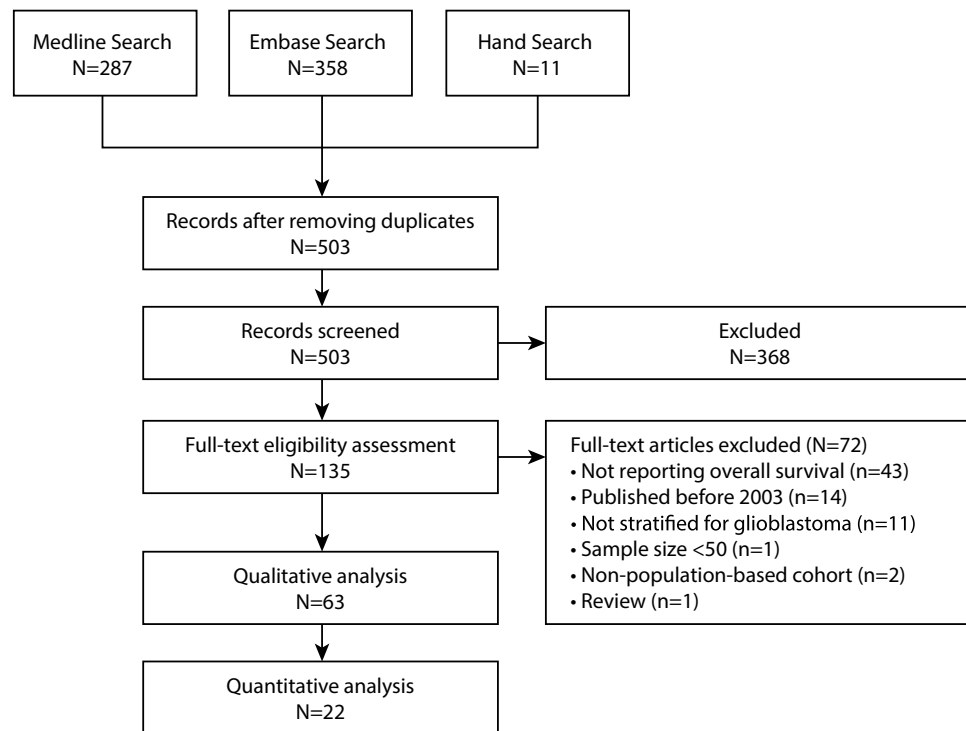 Medline Search
N=287
Embase Search
N=358
Hand Search
N=11
Records after removing duplicates
N=503
Records screened
N=503
Excluded
N=368
Full-text eligibility assessment
N=135
Full-text articles excluded (N=72)
• Not reporting overall survival (n=43)
• Published before 2003 (n=14)
• Not stratified for glioblastoma (n=11)
• Sample size <50 (n=1)
• Non-population-based cohort (n=2)
• Review (n=1)
Qualitative analysis
N=63
Quantitative analysis
N=22